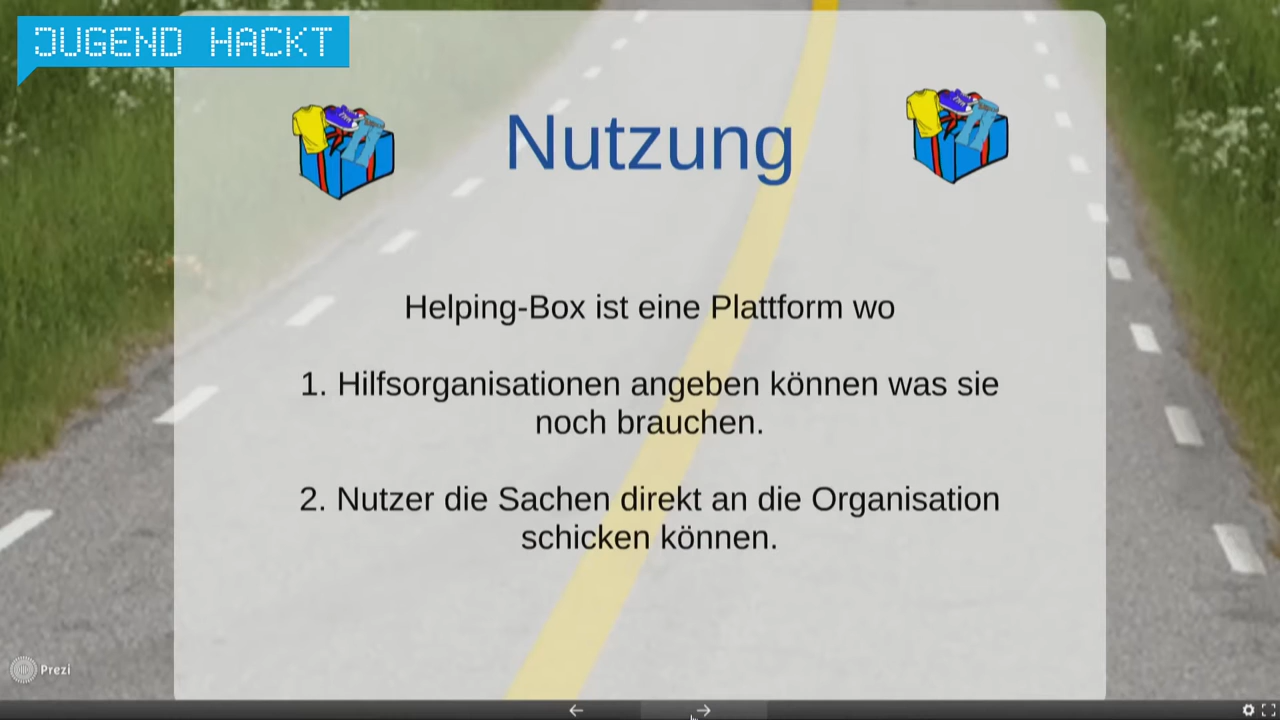 JUGEND HACKT
Nutzung
Helping-Box ist eine Plattform wo
1. Hilfsorganisationen angeben können was sie
noch brauchen.
2. Nutzer die Sachen direkt an die Organisation
schicken können.
Prezi